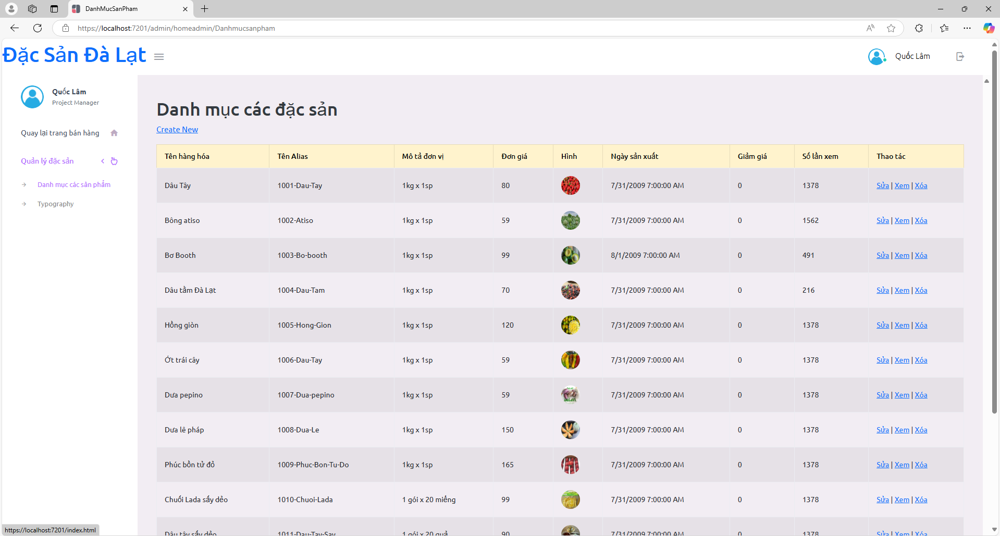 DanhMucSanPham
https://localhost:7201/admin/homeadmin/Danhmucsanpham
Đặc Sản Đà Lạt
Quốc Lâm
Quốc Lâm
Project Manager
Quay lại trang bán hàng
Quản lý đặc sản
Danh mục các sản phẩm
Typography
Danh mục các đặc sản
Create New
Tên hàng hóa Tên Alias Mô tả đơn vị Đơn giá Hình Ngày sản xuất Giảm giá Số lần xem Thao tác
Dâu Tây 1001-Dau-Tay 1kg x 1sp 80 7/31/2009 7:00:00 AM 0 1378 Sửa | Xem | Xóa
Bông atiso 1002-Atiso 1kg x 1sp 59 7/31/2009 7:00:00 AM 0 1562 Sửa | Xem | Xóa
Bơ Booth 1003-Bo-booth 1kg x 1sp 99 8/1/2009 7:00:00 AM 0 491 Sửa | Xem | Xóa
Dâu tằm Đà Lạt 1004-Dau-Tam 1kg x 1sp 70 7/31/2009 7:00:00 AM 0 216 Sửa | Xem | Xóa
Hồng giòn 1005-Hong-Gion 1kg x 1sp 120 7/31/2009 7:00:00 AM 0 1378 Sửa | Xem | Xóa
Ớt trái cây 1006-Dau-Tay 1kg x 1sp 59 7/31/2009 7:00:00 AM 0 1378 Sửa | Xem | Xóa
Dưa pepino 1007-Dua-pepino 1kg x 1sp 59 7/31/2009 7:00:00 AM 0 1378 Sửa | Xem | Xóa
Dưa lê pháp 1008-Dua-Le 1kg x 1sp 150 7/31/2009 7:00:00 AM 0 1378 Sửa | Xem | Xóa
Phúc bồn tử đỏ 1009-Phuc-Bon-Tu-Do 1kg x 1sp 165 7/31/2009 7:00:00 AM 0 1378 Sửa | Xem | Xóa
Chuối Lada sấy dẻo 1010-Chuoi-Lada 1 gói x 20 miếng 99 7/31/2009 7:00:00 AM 0 1378 Sửa | Xem | Xóa
Dâu tây sấy dẻo 1011-Dau-Tay-Say 1 gói x 20 quả 90 7/31/2009 7:00:00 AM 0 1378 Sửa | Xem | Xóa
https://localhost:7201/index.html